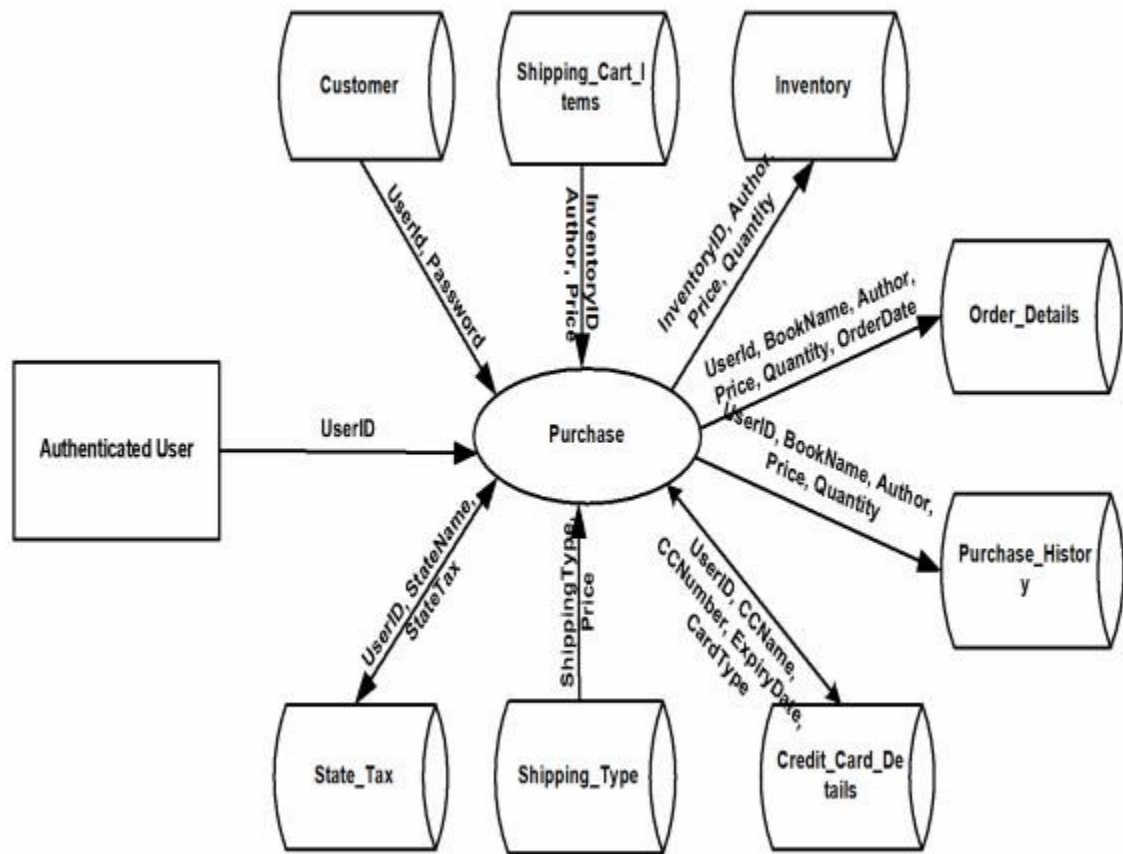 Customer
Shipping_Cart_I
tems
Inventory
UserId, Password
InventoryID
Author, Price
InventoryID, Author,
Price, Quantity
Order_Details
UserId, BookName, Author,
Price, Quantity, OrderDate
Authenticated User
UserID
Purchase
UserID, BookName, Author,
Price, Quantity
Purchase_Histor
y
UserID, StateName,
StateTax
ShippingType,
Price
UserID, CCName,
CCNumber, ExpiryDate,
CardType
State_Tax
Shipping_Type
Credit_Card_De
tails